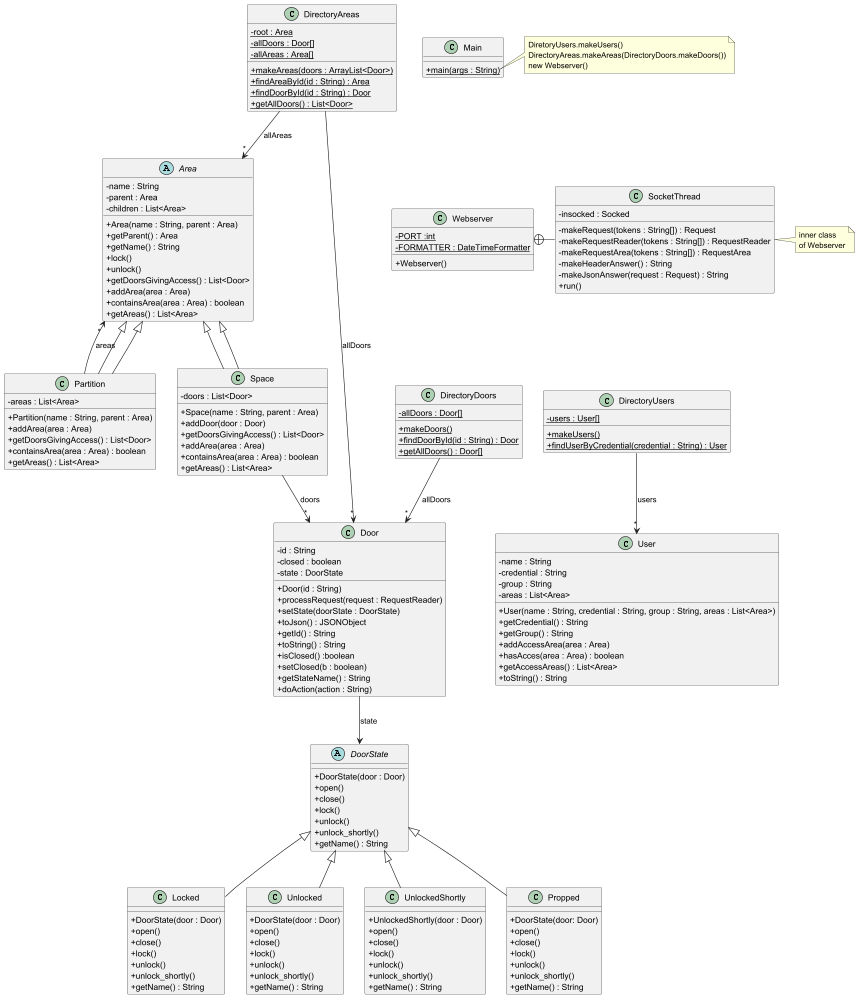 C DirectoryAreas
-root : Area
-allDoors : Door[]
-allAreas : Area[]
+makeAreas(doors : ArrayList<Door>)
+findAreaById(id : String) : Area
+findDoorById(id : String) : Door
+getAllDoors() : List<Door>
C Main
+main(args : String)
DiretoryUsers.makeUsers()
DirectoryAreas.makeArea(DirectoryDoors.makeDoors())
new Webserver()
allAreas
*
A Area
-name : String
-parent : Area
-children : List<Area>
+Area(name : String, parent : Area)
+getParent() : Area
+getName() : String
+lock()
+unlock()
+getDoorsGivingAccess() : List<Door>
+addArea(area : Area)
+containsArea(area : Area) : boolean
+getAreas() : List<Area>
C Webserver
-PORT :int
-FORMATTER : DateTimeFormatter
+Webserver()
C SocketThread
-insocked : Socked
-makeRequest(tokens : String[]) : Request
-makeRequestReader(tokens : String[]) : RequestReader
-makeRequestArea(tokens : String[]) : RequestArea
-makeHeaderAnswer() : String
-makeJsonAnswer(request : Request) : String
+run()
inner class
of Webserver
*
areas
allDoors
C Partition
-areas : List<Area>
+Partition(name : String, parent : Area)
+addArea(area : Area)
+getDoorsGivingAccess() : List<Door>
+containsArea(area : Area) : boolean
+getAreas() : List<Area>
C Space
-doors : List<Door>
+Space(name : String, parent : Area)
+addDoor(door : Door)
+getDoorsGivingAccess() : List<Door>
+addArea(area : Area)
+containsArea(area : Area) : boolean
+getAreas() : List<Area>
C DirectoryDoors
-allDoors : Door[]
+makeDoors()
+findDoorById(id : String) : Door
+getAllDoors() : Door[]
C DirectoryUsers
-users : User[]
+makeUsers()
+findUserByCredential(credential : String) : User
doors
*
*
allDoors
*
users
*
C Door
-id : String
-closed : boolean
-state : DoorState
+Door(id : String)
+processRequest(request : RequestReader)
+setState(doorState : DoorState)
+toJson() : JSONObject
+getId() : String
+toString() : String
+isClosed() :boolean
+setClosed(b : boolean)
+getStateName() : String
+doAction(action : String)
C User
-name : String
-credential : String
-group : String
-areas : List<Area>
+User(name : String, credential : String, group : String, areas : List<Area>)
+getCredential() : String
+getGroup() : String
+addAccessArea(area : Area)
+hasAcces(area : Area) : boolean
+getAccessAreas() : List<Area>
+toString() : String
state
A DoorState
+DoorState(door : Door)
+open()
+close()
+lock()
+unlock()
+unlock_shortly()
+getName() : String
C Locked
+DoorState(door : Door)
+open()
+close()
+lock()
+unlock()
+unlock_shortly()
+getName() : String
C Unlocked
+DoorState(door : Door)
+open()
+close()
+lock()
+unlock()
+unlock_shortly()
+getName() : String
C UnlockedShortly
+UnlockedShortly(door : Door)
+open()
+close()
+lock()
+unlock()
+unlock_shortly()
+getName() : String
C Propped
+DoorState(door: Door)
+open()
+close()
+lock()
+unlock()
+unlock_shortly()
+getName() : String